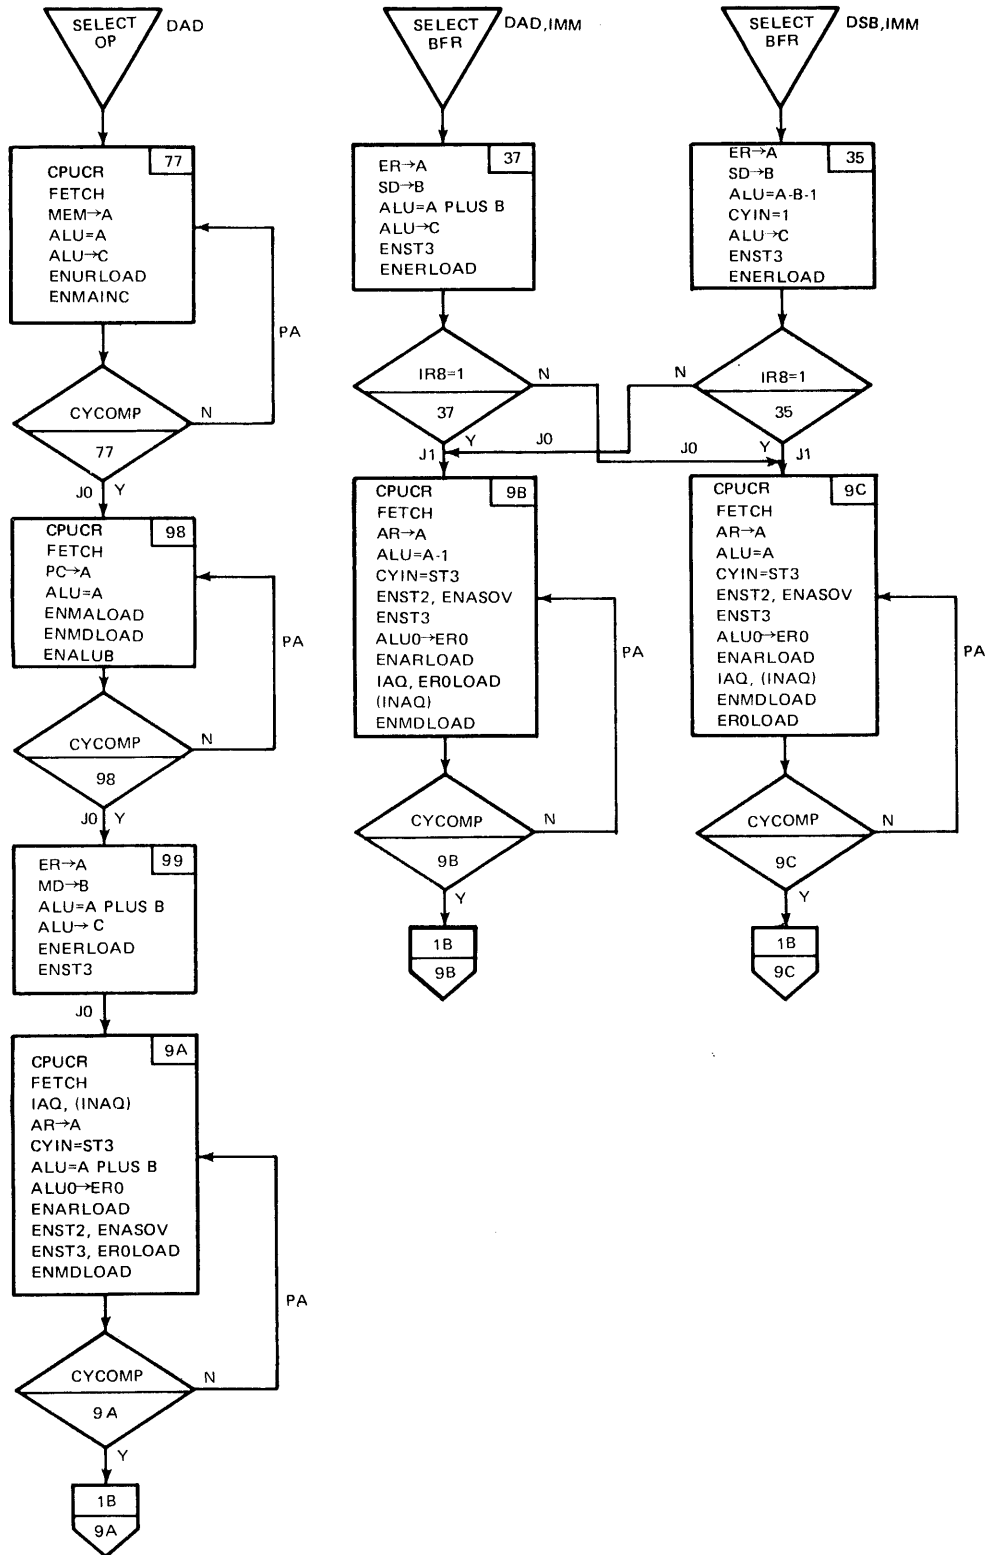 SELECT
OP
DAD
77
CPUCR
FETCH
MEM→A
ALU=A
ALU→C
ENURLOAD
ENMAINC
PA
CYCOMP
N
77
J0 Y
98
CPUCR
FETCH
PC→A
ALU=A
ENMALOAD
ENMDLOAD
ENALUB
PA
CYCOMP
N
98
J0 Y
99
ER→A
MD→B
ALU=A PLUS B
ALU→C
ENERLOAD
ENST3
J0
9A
CPUCR
FETCH
IAQ, (INAQ)
AR→A
CYIN=ST3
ALU=A PLUS B
ALU0→ER0
ENARLOAD
ENST2, ENASOV
ENST3, ER0LOAD
ENMDLOAD
PA
CYCOMP
N
9A
Y
1B
9A
SELECT
BFR
DAD,IMM
37
ER→A
SD→B
ALU=A PLUS B
ALU→C
ENST3
ENERLOAD
IR8=1
N
37
J1 Y
J0
9B
CPUCR
FETCH
AR→A
ALU=A-1
CYIN=ST3
ENST2, ENASOV
ENST3
ALU0→ER0
ENARLOAD
IAQ, ER0LOAD
(INAQ)
ENMDLOAD
PA
CYCOMP
N
9B
Y
1B
9B
SELECT
BFR
DSB,IMM
35
ER→A
SD→B
ALU=A-B-1
CYIN=1
ALU→C
ENST3
ENERLOAD
N
IR8=1
35
J0
Y J1
9C
CPUCR
FETCH
AR→A
ALU=A
CYIN=ST3
ENST2, ENASOV
ENST3
ALU0→ER0
ENARLOAD
IAQ, (INAQ)
ENMDLOAD
ER0LOAD
PA
CYCOMP
N
9C
Y
1B
9C